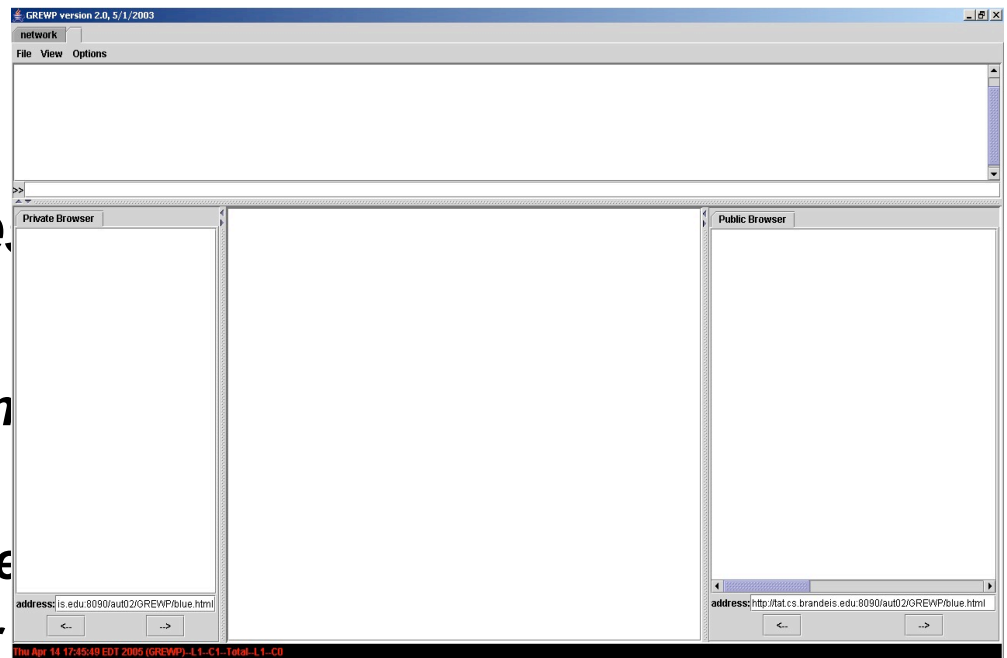 GREWP version 2.0, 5/1/2003
network
File View Options
>>
Private Browser
Public Browser
address: is.edu:8090/aut02/GREWP/blue.html
address: http://tat.cs.brandeis.edu:8090/aut02/GREWP/blue.html
<-- --> <-- -->
Thu Apr 14 17:45:49 EDT 2005 (GREWP)--L1--C1--Total--L1--C0